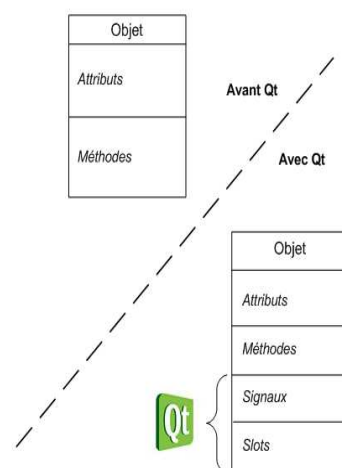 Objet
Attributs
Méthodes
Avant Qt
Avec Qt
Objet
Attributs
Méthodes
Signaux
Slots
Qt